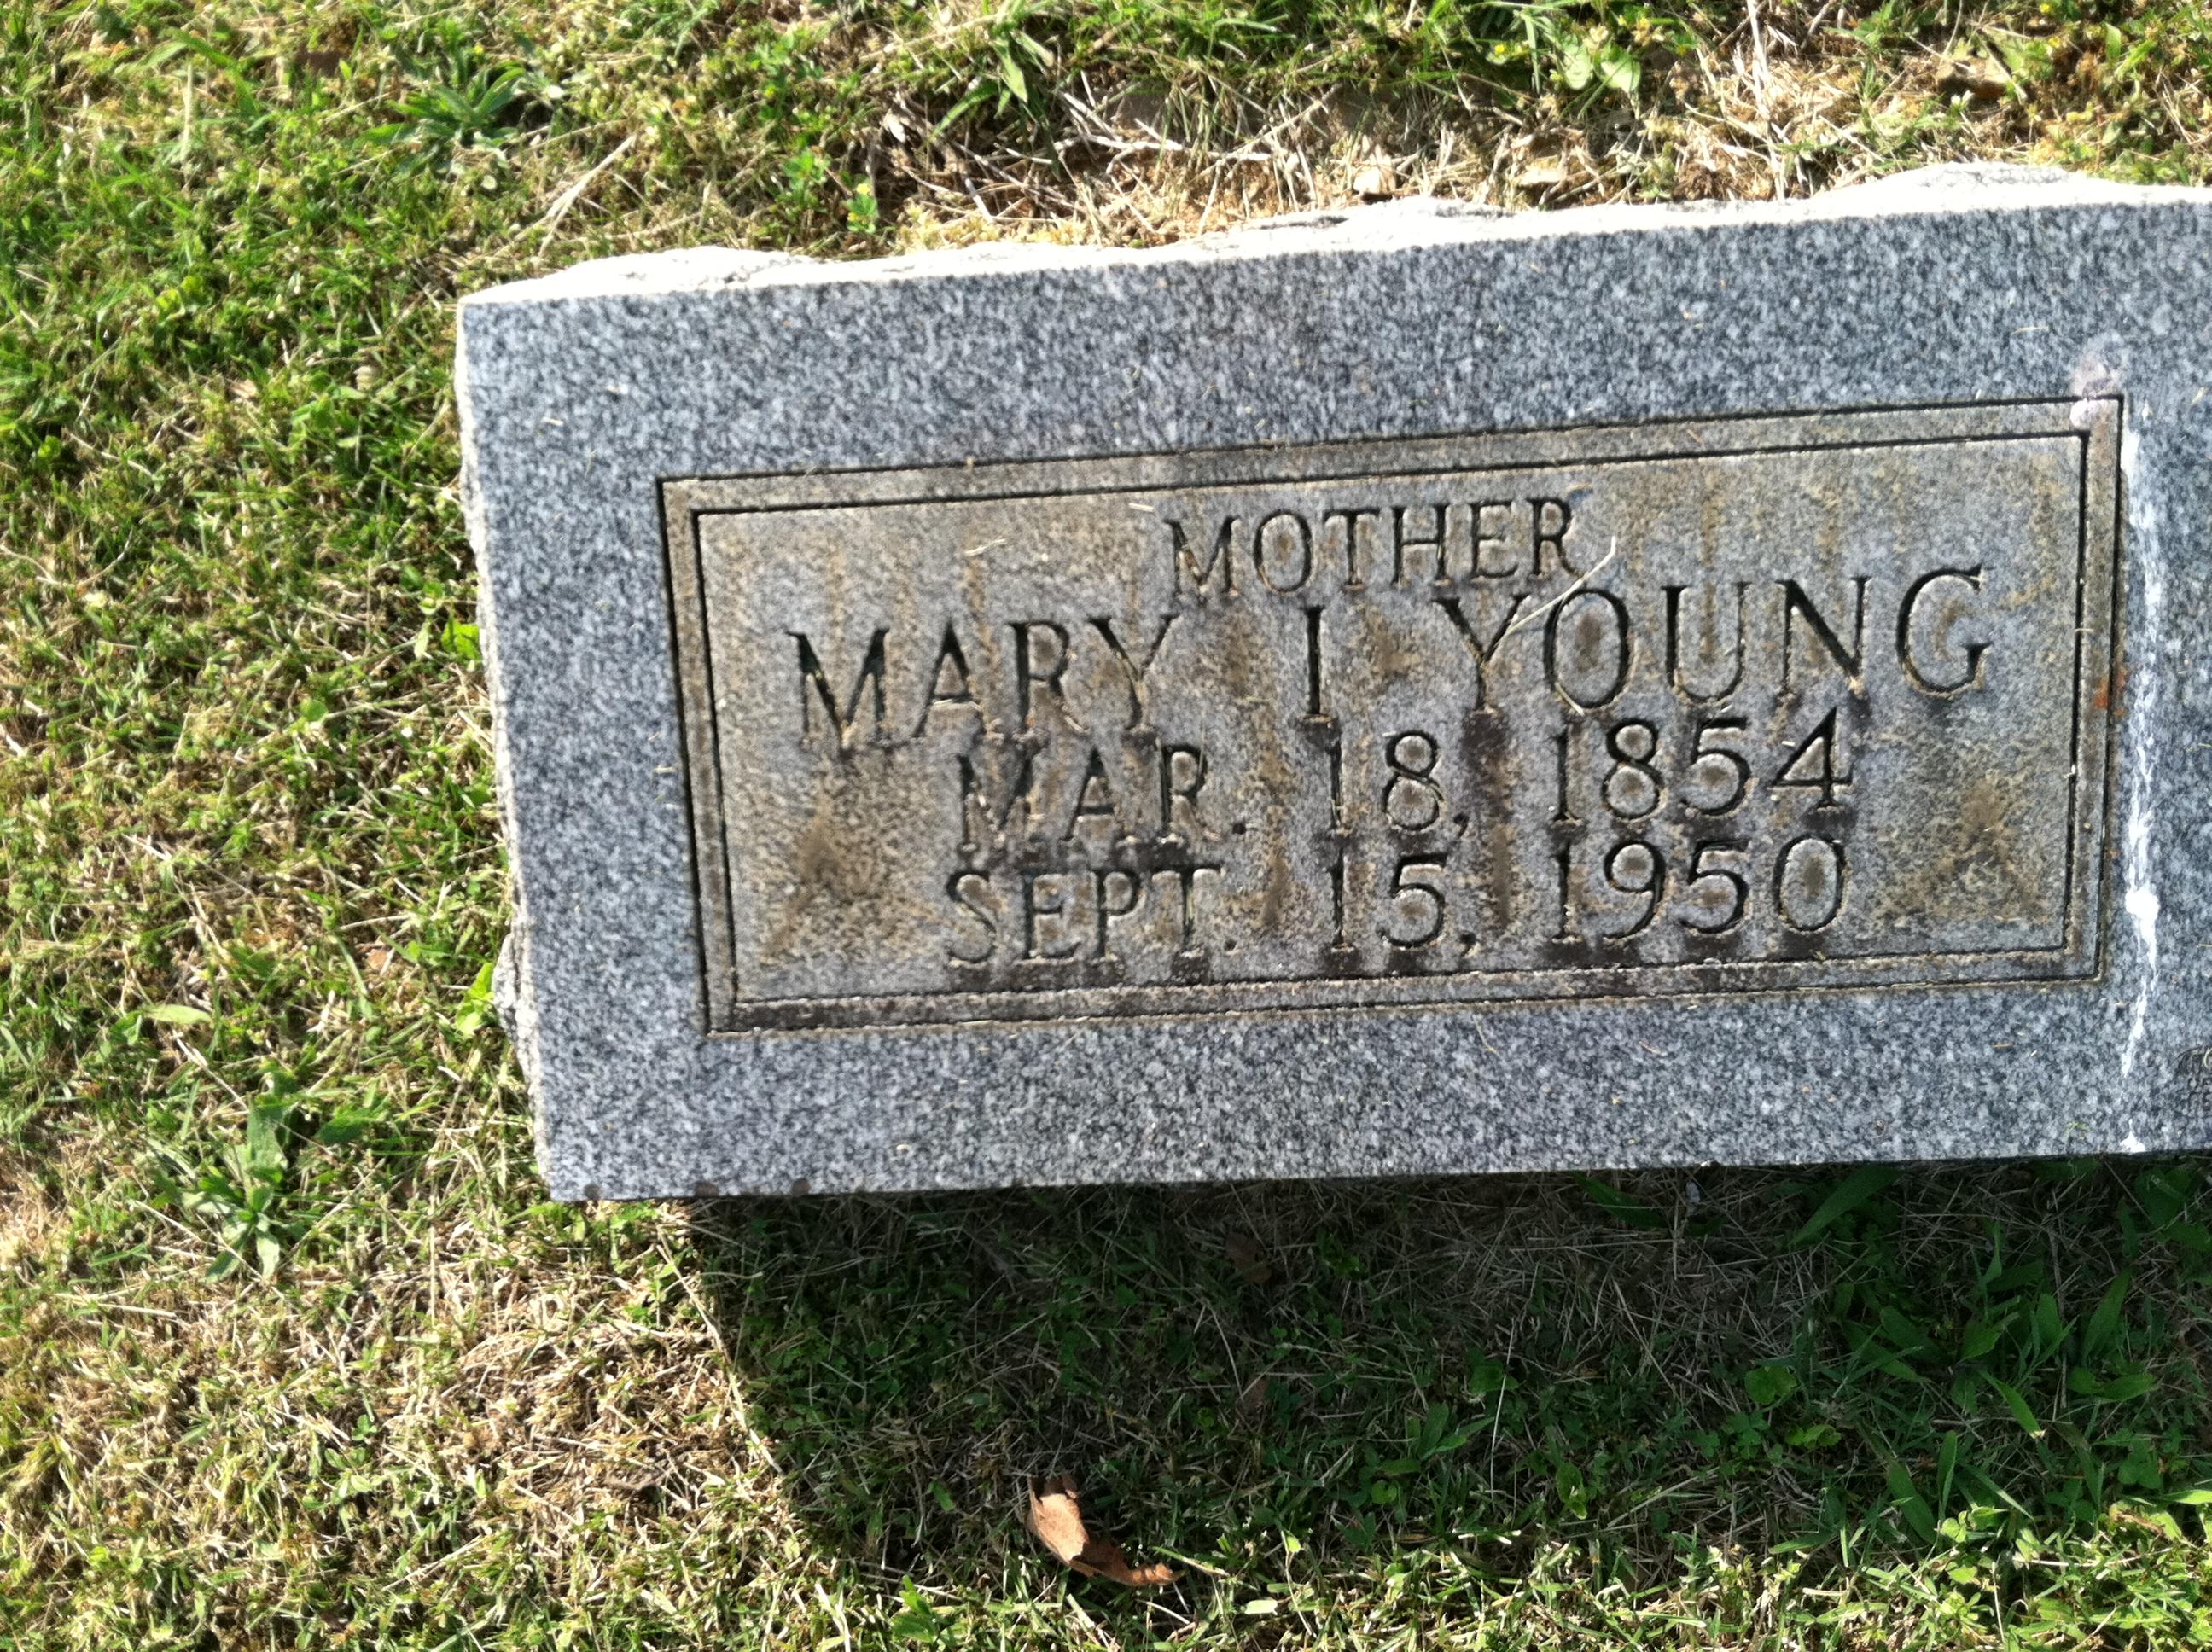 MOTHER
MARY I YOUNG
MAR. 18, 1854
SEPT. 15, 1950